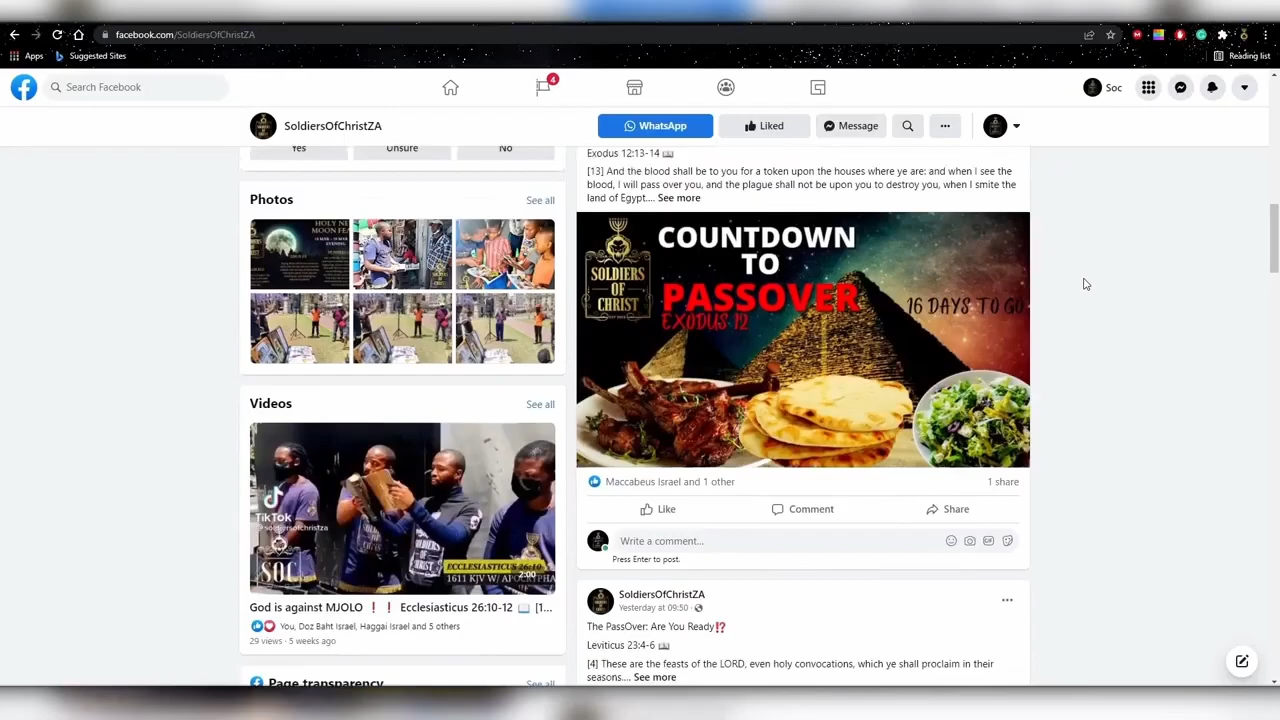 facebook.com/SoldiersOfChristZA
Apps
Suggested Sites
Reading list
Search Facebook
4
Soc
SoldiersOfChristZA
WhatsApp
Liked
Message
Yes
Unsure
No
Photos
See all
Videos
See all
TikTok
@soldiersofchristza
SOC
ECCLESIASTICUS 26:10
1611 KJV W/ APOCRYPHA
2:00
God is against MJOLO ❗ ❗ Ecclesiasticus 26:10-12 📖 [1...
You, Doz Baht Israel, Haggai Israel and 5 others
29 views · 5 weeks ago
Page transparency
See all
Exodus 12:13-14 📖
[13] And the blood shall be to you for a token upon the houses where ye are: and when I see the
blood, I will pass over you, and the plague shall not be upon you to destroy you, when I smite the
land of Egypt.... See more
SOLDIERS
OF
CHRIST
COUNTDOWN
TO
PASSOVER
EXODUS 12
16 DAYS TO GO
Maccabeus Israel and 1 other
1 share
Like
Comment
Share
Write a comment...
Press Enter to post.
SoldiersOfChristZA
Yesterday at 09:50 ·
The PassOver: Are You Ready⁉️
Leviticus 23:4-6 📖
[4] These are the feasts of the LORD, even holy convocations, which ye shall proclaim in their
seasons.... See more